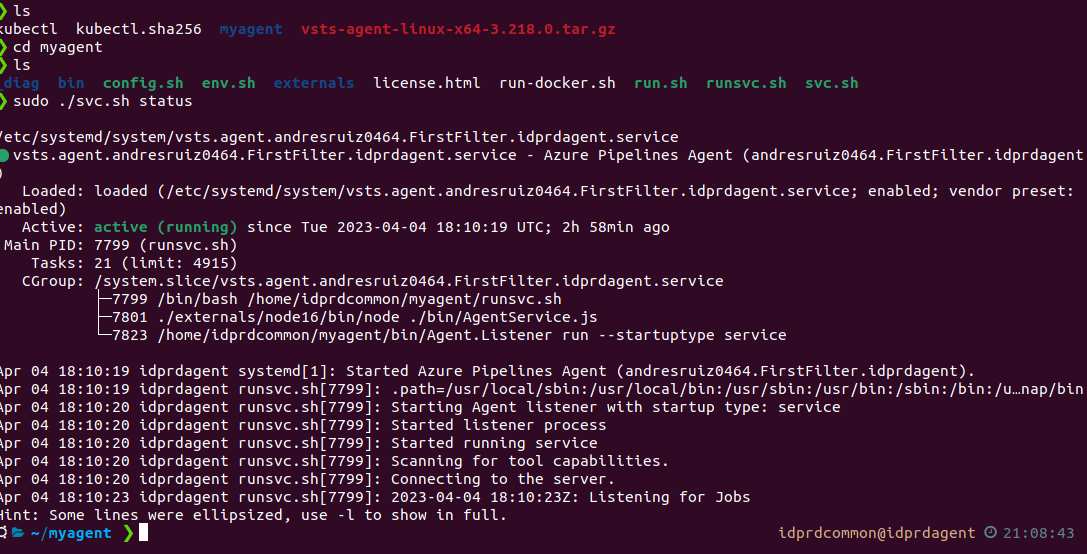 ❯ ls
kubectl  kubectl.sha256  myagent  vsts-agent-linux-x64-3.218.0.tar.gz
❯ cd myagent
❯ ls
_diag  bin  config.sh  env.sh  externals  license.html  run-docker.sh  run.sh  runsvc.sh  svc.sh
❯ sudo ./svc.sh status
/etc/systemd/system/vsts.agent.andresruiz0464.FirstFilter.idprdagent.service
● vsts.agent.andresruiz0464.FirstFilter.idprdagent.service - Azure Pipelines Agent (andresruiz0464.FirstFilter.idprdagent
)
Loaded: loaded (/etc/systemd/system/vsts.agent.andresruiz0464.FirstFilter.idprdagent.service; enabled; vendor preset:
enabled)
Active: active (running) since Tue 2023-04-04 18:10:19 UTC; 2h 58min ago
Main PID: 7799 (runsvc.sh)
Tasks: 21 (limit: 4915)
CGroup: /system.slice/vsts.agent.andresruiz0464.FirstFilter.idprdagent.service
├─7799 /bin/bash /home/idprdcommon/myagent/runsvc.sh
├─7801 ./externals/node16/bin/node ./bin/AgentService.js
└─7823 /home/idprdcommon/myagent/bin/Agent.Listener run --startuptype service
Apr 04 18:10:19 idprdagent systemd[1]: Started Azure Pipelines Agent (andresruiz0464.FirstFilter.idprdagent).
Apr 04 18:10:19 idprdagent runsvc.sh[7799]: .path=/usr/local/sbin:/usr/local/bin:/usr/sbin:/usr/bin:/sbin:/bin:/u…nap/bin
Apr 04 18:10:20 idprdagent runsvc.sh[7799]: Starting Agent listener with startup type: service
Apr 04 18:10:20 idprdagent runsvc.sh[7799]: Started listener process
Apr 04 18:10:20 idprdagent runsvc.sh[7799]: Started running service
Apr 04 18:10:20 idprdagent runsvc.sh[7799]: Scanning for tool capabilities.
Apr 04 18:10:20 idprdagent runsvc.sh[7799]: Connecting to the server.
Apr 04 18:10:23 idprdagent runsvc.sh[7799]: 2023-04-04 18:10:23Z: Listening for Jobs
Hint: Some lines were ellipsized, use -l to show in full.
~/myagent ❯ idprdcommon@idprdagent 21:08:43